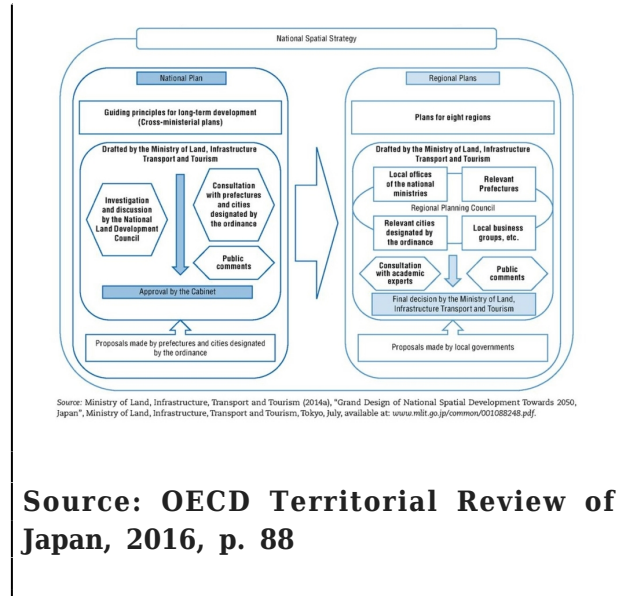 National Spatial Strategy
National Plan
Guiding principles for long-term development
(Cross-ministerial plans)
Drafted by the Ministry of Land, Infrastructure
Transport and Tourism
Investigation
and discussion
by the National
Land Development
Council
Consultation
with prefectures
and cities
designated by
the ordinance
Public
comments
Approval by the Cabinet
Proposals made by prefectures and cities designated
by the ordinance
Regional Plans
Plans for eight regions
Drafted by the Ministry of Land, Infrastructure
Transport and Tourism
Local offices
of the national
ministries
Relevant
Prefectures
Regional Planning Council
Relevant cities
designated by
the ordinance
Local business
groups, etc.
Consultation
with academic
experts
Public
comments
Final decision by the Ministry of Land,
Infrastructure Transport and Tourism
Proposals made by local governments
Source: Ministry of Land, Infrastructure, Transport and Tourism (2014a), "Grand Design of National Spatial Development Towards 2050,
Japan", Ministry of Land, Infrastructure, Transport and Tourism, Tokyo, July, available at: www.mlit.go.jp/common/001088248.pdf.
Source: OECD Territorial Review of
Japan, 2016, p. 88